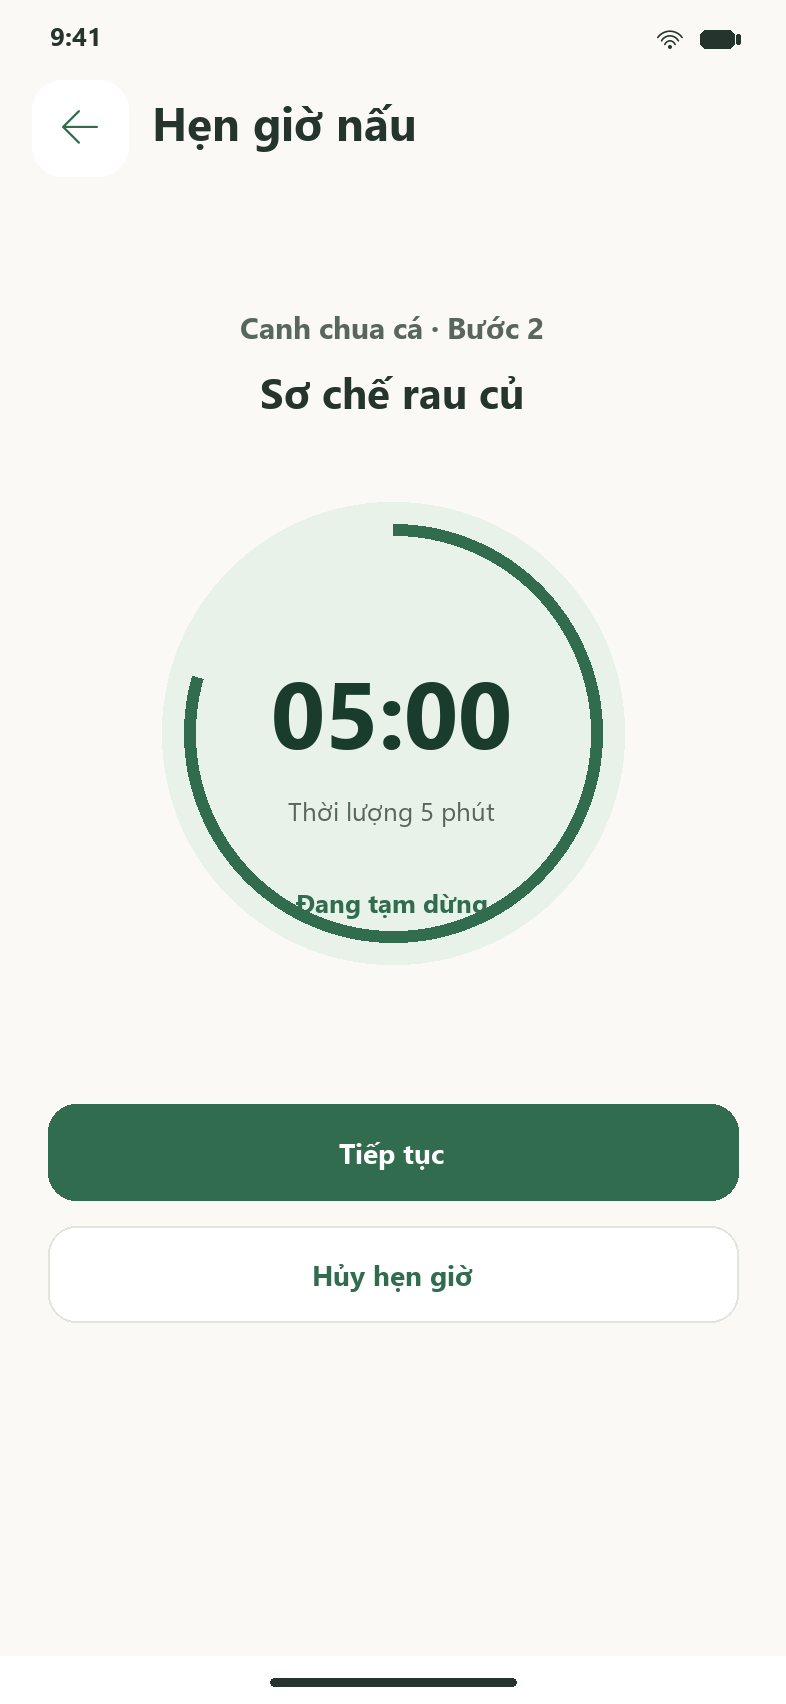 9:41
Hẹn giờ nấu
Canh chua cá · Bước 2
Sơ chế rau củ
05:00
Thời lượng 5 phút
Đang tạm dừng
Tiếp tục
Hủy hẹn giờ